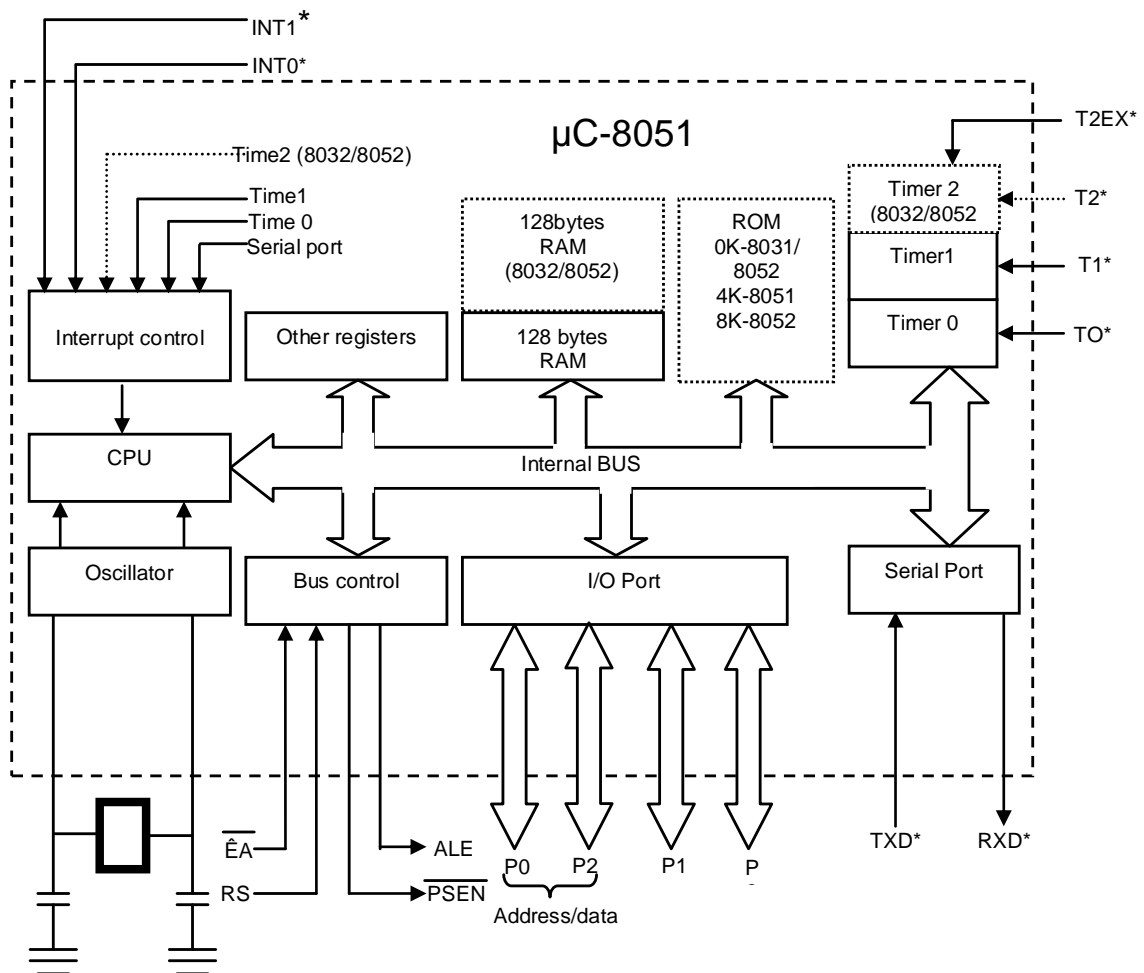 INT1*
INT0*
µC-8051
T2EX*
Time2 (8032/8052)
Time1
Time 0
Serial port
128bytes
RAM
(8032/8052)
ROM
0K-8031/
8052
4K-8051
8K-8052
Timer 2
(8032/8052
T2*
Timer1
T1*
Timer 0
TO*
Interrupt control
Other registers
128 bytes
RAM
CPU
Internal BUS
Oscillator
Bus control
I/O Port
Serial Port
ÊA
ALE
RS
PSEN
P0
P2
P1
P
Address/data
TXD*
RXD*